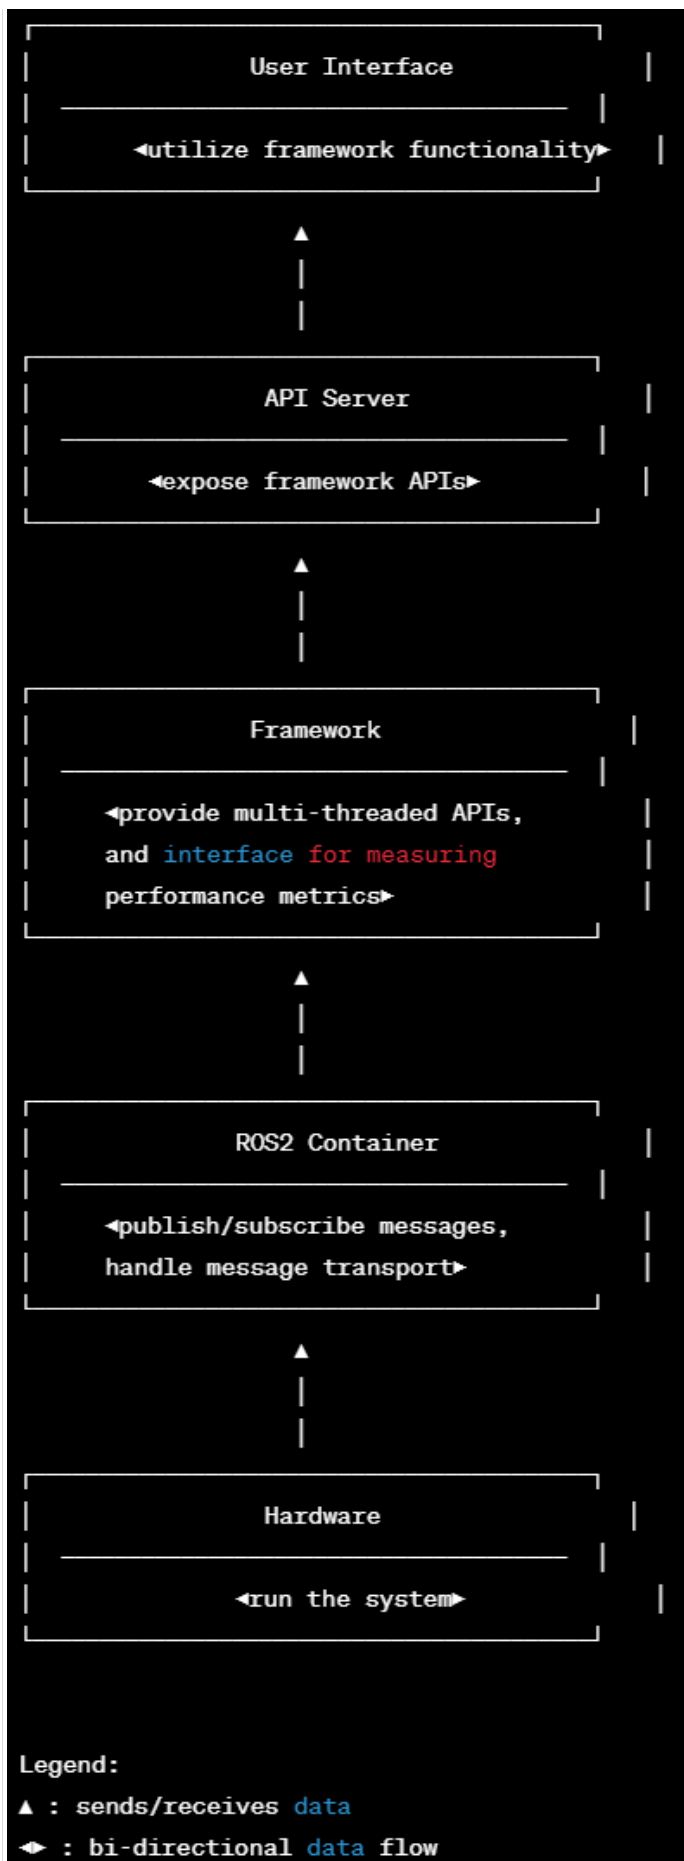 User Interface
◄utilize framework functionality►
▲
API Server
◄expose framework APIs►
▲
Framework
◄provide multi-threaded APIs,
and interface for measuring
performance metrics►
▲
ROS2 Container
◄publish/subscribe messages,
handle message transport►
▲
Hardware
◄run the system►
Legend:
▲ : sends/receives data
◄► : bi-directional data flow